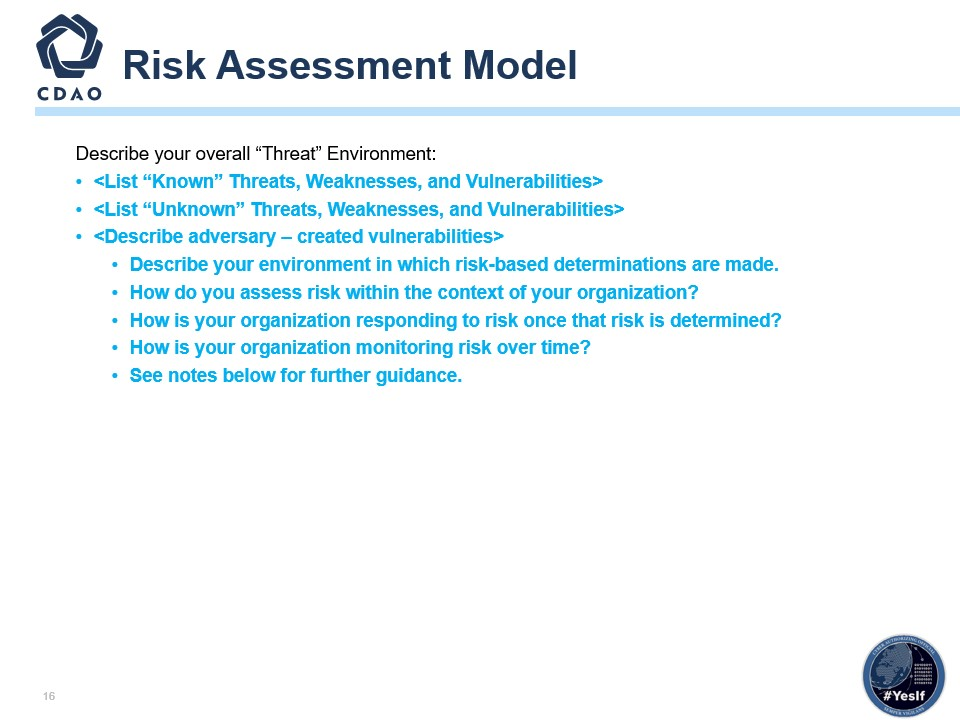 CDAO
Risk Assessment Model
Describe your overall “Threat” Environment:
• <List “Known” Threats, Weaknesses, and Vulnerabilities>
• <List “Unknown” Threats, Weaknesses, and Vulnerabilities>
• <Describe adversary – created vulnerabilities>
• Describe your environment in which risk-based determinations are made.
• How do you assess risk within the context of your organization?
• How is your organization responding to risk once that risk is determined?
• How is your organization monitoring risk over time?
• See notes below for further guidance.
16
#YesIf